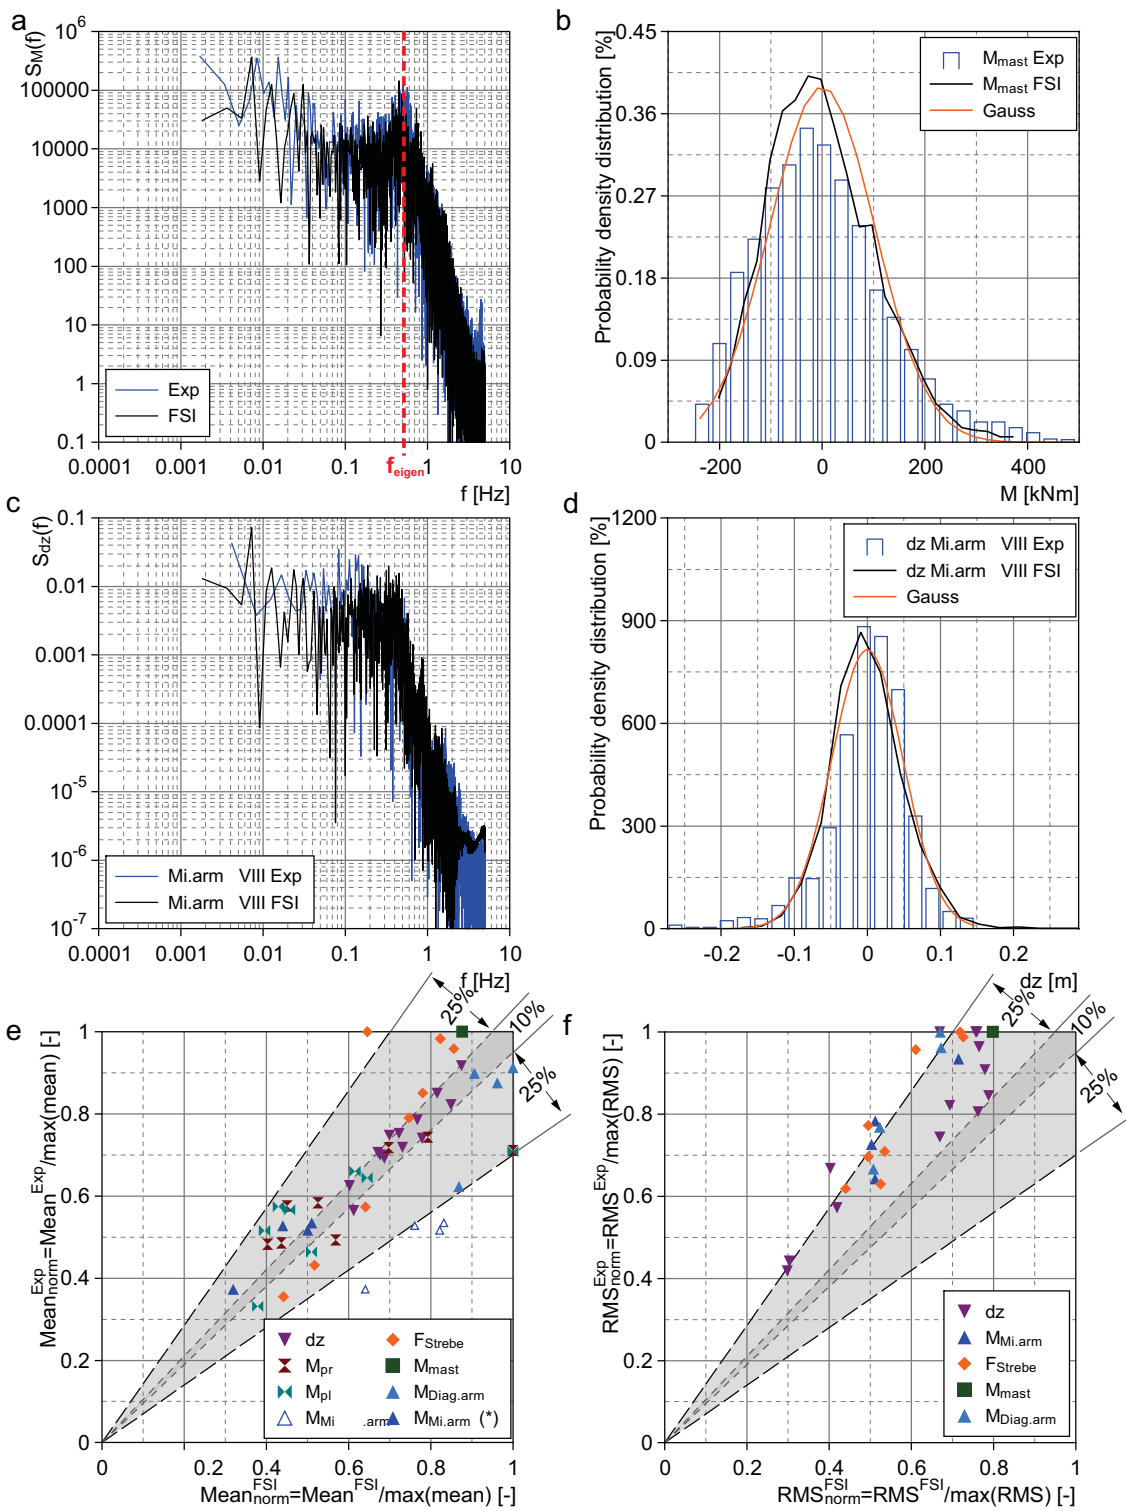 a
S_M(f)
10^6
100000
10000
1000
100
10
1
0.1
Exp
FSI
0.0001
0.001
0.01
0.1
1
10
f_eigen
f [Hz]
b
Probability density distribution [%]
0.45
0.36
0.27
0.18
0.09
0
M_mast Exp
M_mast FSI
Gauss
-200
0
200
400
M [kNm]
c
S_dz(f)
0.1
0.01
0.001
0.0001
10^-5
10^-6
10^-7
Mi.arm VIII Exp
Mi.arm VIII FSI
0.0001
0.001
0.01
0.1
1
10
f [Hz]
d
Probability density distribution [%]
1200
900
600
300
0
dz Mi.arm VIII Exp
dz Mi.arm VIII FSI
Gauss
-0.2
-0.1
0
0.1
0.2
dz [m]
e
Mean^Exp_norm=Mean^Exp/max(mean) [-]
1
0.8
0.6
0.4
0.2
0
25%
10%
25%
dz
M_pr
M_pl
M_Mi .arm
F_Strebe
M_mast
M_Diag.arm
M_Mi.arm (*)
0
0.2
0.4
0.6
0.8
1
Mean^FSI_norm=Mean^FSI/max(mean) [-]
f
RMS^Exp_norm=RMS^Exp/max(RMS) [-]
1
0.8
0.6
0.4
0.2
0
25%
10%
25%
dz
M_Mi.arm
F_Strebe
M_mast
M_Diag.arm
0
0.2
0.4
0.6
0.8
1
RMS^FSI_norm=RMS^FSI/max(RMS) [-]